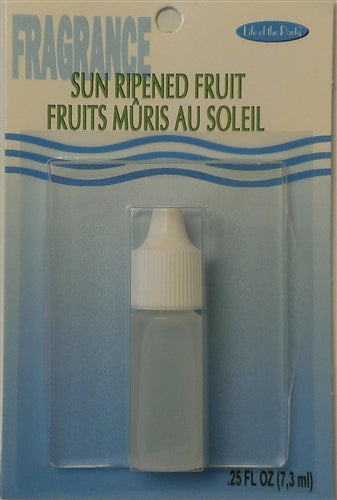 FRAGRANCE
Life of the Party
SUN RIPENED FRUIT
FRUITS MÛRIS AU SOLEIL
.25 FL OZ (7,3 ml)